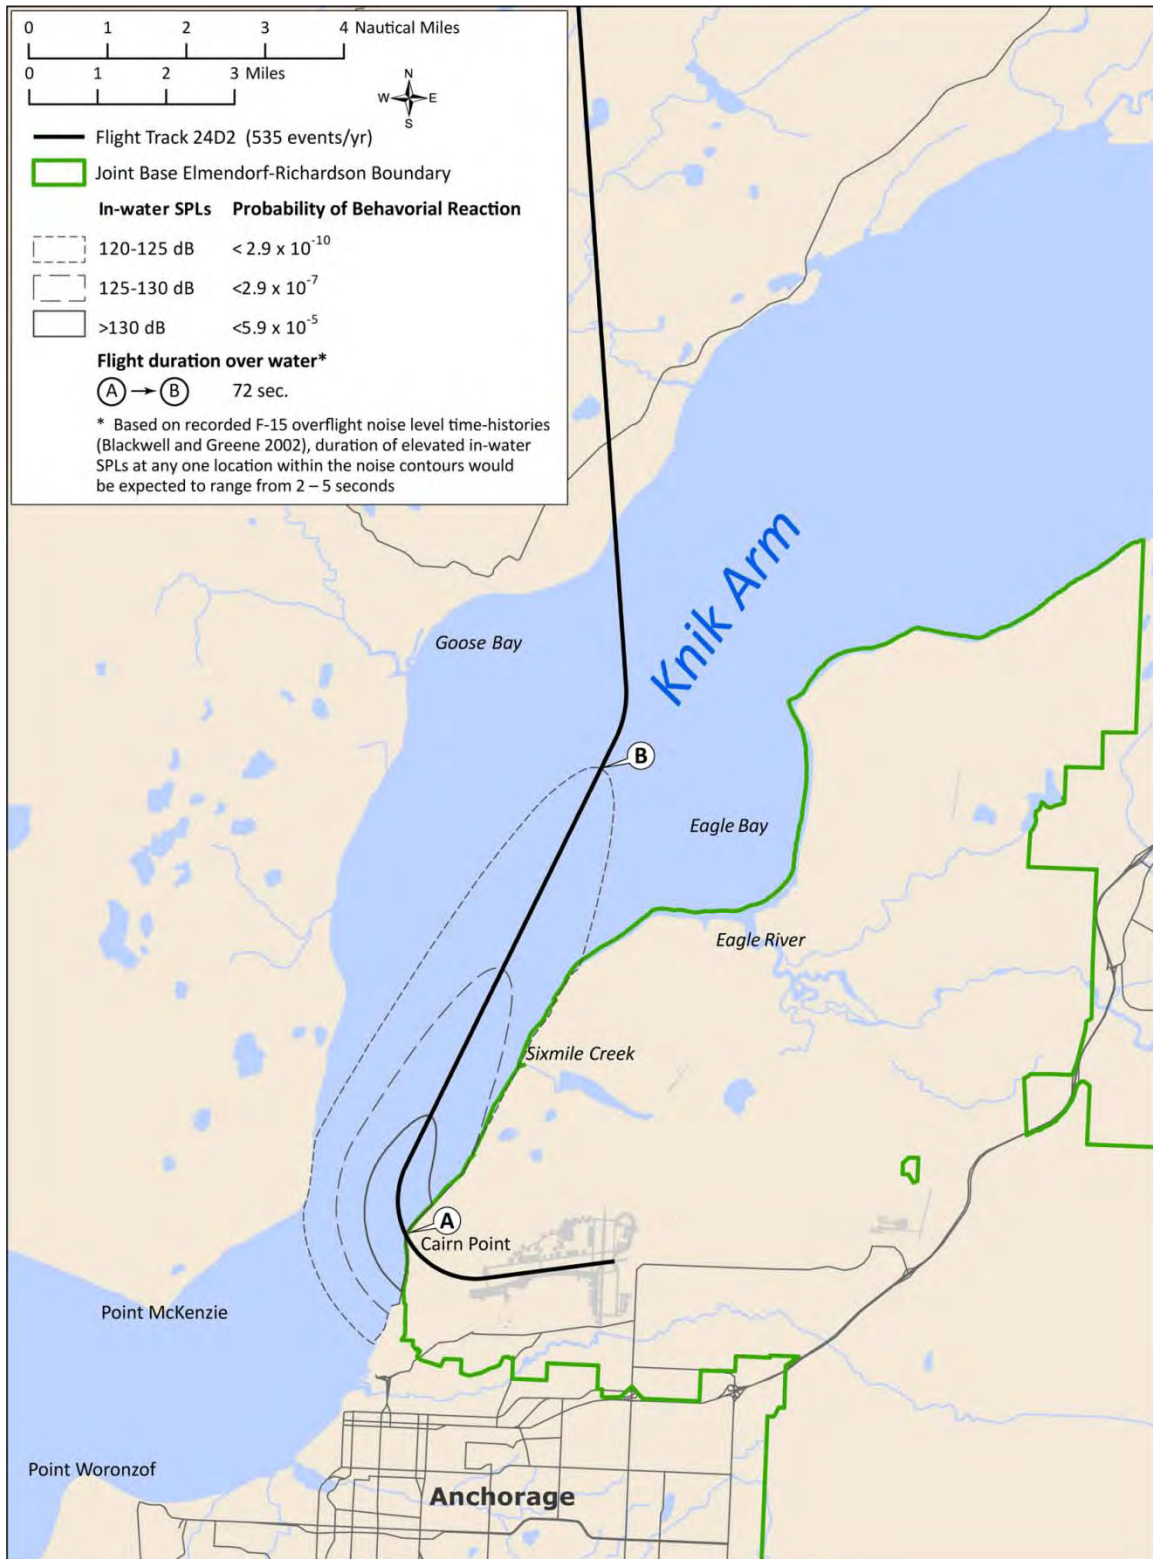 0 1 2 3 4 Nautical Miles
0 1 2 3 Miles
N
W E
S
Flight Track 24D2 (535 events/yr)
Joint Base Elmendorf-Richardson Boundary
In-water SPLs Probability of Behavorial Reaction
120-125 dB < 2.9 x 10⁻¹⁰
125-130 dB <2.9 x 10⁻⁷
>130 dB <5.9 x 10⁻⁵
Flight duration over water*
A → B 72 sec.
* Based on recorded F-15 overflight noise level time-histories
(Blackwell and Greene 2002), duration of elevated in-water
SPLs at any one location within the noise contours would
be expected to range from 2 – 5 seconds
Knik Arm
Goose Bay
B
Eagle Bay
Eagle River
Sixmile Creek
A
Cairn Point
Point McKenzie
Point Woronzof
Anchorage